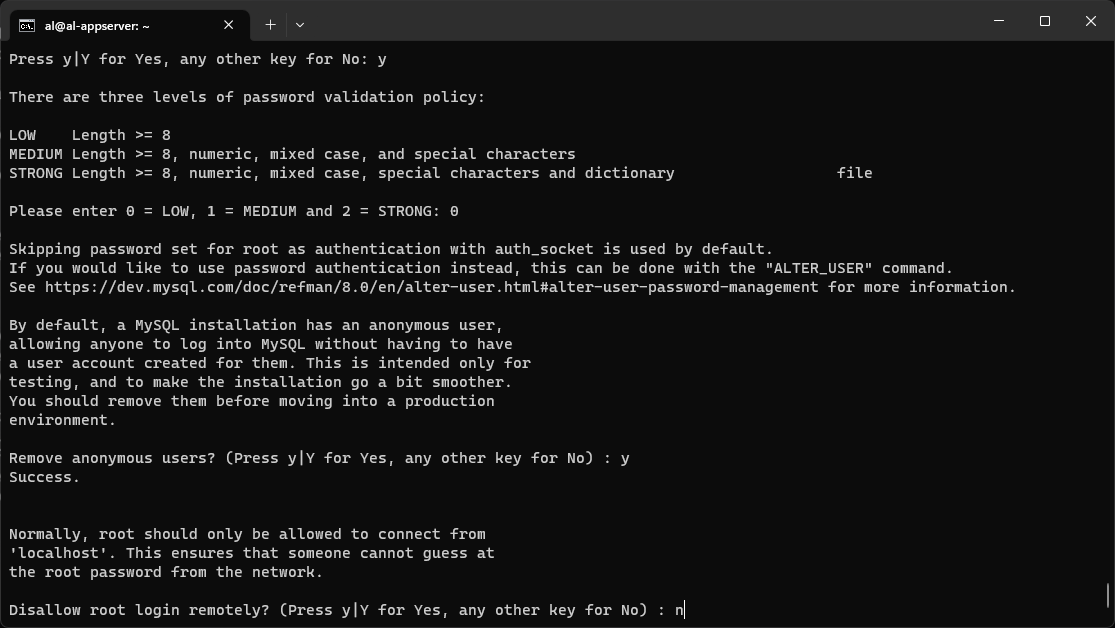 al@al-appserver: ~
Press y|Y for Yes, any other key for No: y
There are three levels of password validation policy:
LOW    Length >= 8
MEDIUM Length >= 8, numeric, mixed case, and special characters
STRONG Length >= 8, numeric, mixed case, special characters and dictionary                  file
Please enter 0 = LOW, 1 = MEDIUM and 2 = STRONG: 0
Skipping password set for root as authentication with auth_socket is used by default.
If you would like to use password authentication instead, this can be done with the "ALTER_USER" command.
See https://dev.mysql.com/doc/refman/8.0/en/alter-user.html#alter-user-password-management for more information.
By default, a MySQL installation has an anonymous user,
allowing anyone to log into MySQL without having to have
a user account created for them. This is intended only for
testing, and to make the installation go a bit smoother.
You should remove them before moving into a production
environment.
Remove anonymous users? (Press y|Y for Yes, any other key for No) : y
Success.
Normally, root should only be allowed to connect from
'localhost'. This ensures that someone cannot guess at
the root password from the network.
Disallow root login remotely? (Press y|Y for Yes, any other key for No) : n